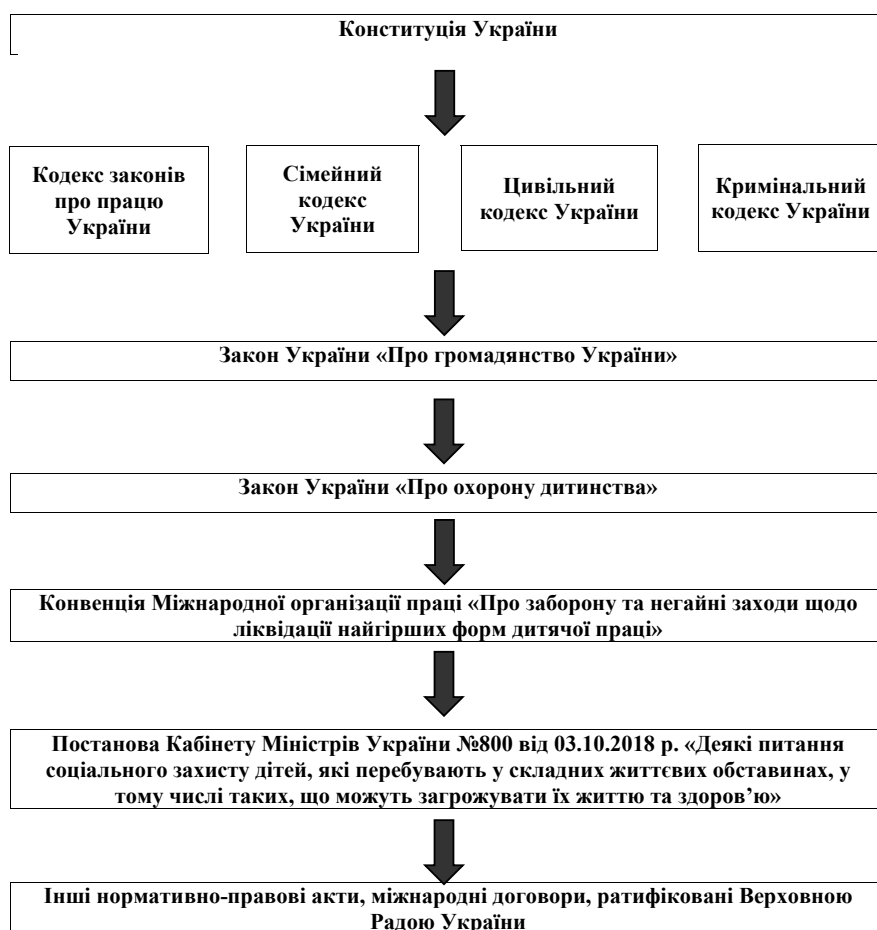 Конституція України
Кодекс законів
про працю
України
Сімейний
кодекс
України
Цивільний
кодекс України
Кримінальний
кодекс України
Закон України «Про громадянство України»
Закон України «Про охорону дитинства»
Конвенція Міжнародної організації праці «Про заборону та негайні заходи щодо
ліквідації найгірших форм дитячої праці»
Постанова Кабінету Міністрів України №800 від 03.10.2018 р. «Деякі питання
соціального захисту дітей, які перебувають у складних життєвих обставинах, у
тому числі таких, що можуть загрожувати їх життю та здоров’ю»
Інші нормативно-правові акти, міжнародні договори, ратифіковані Верховною
Радою України